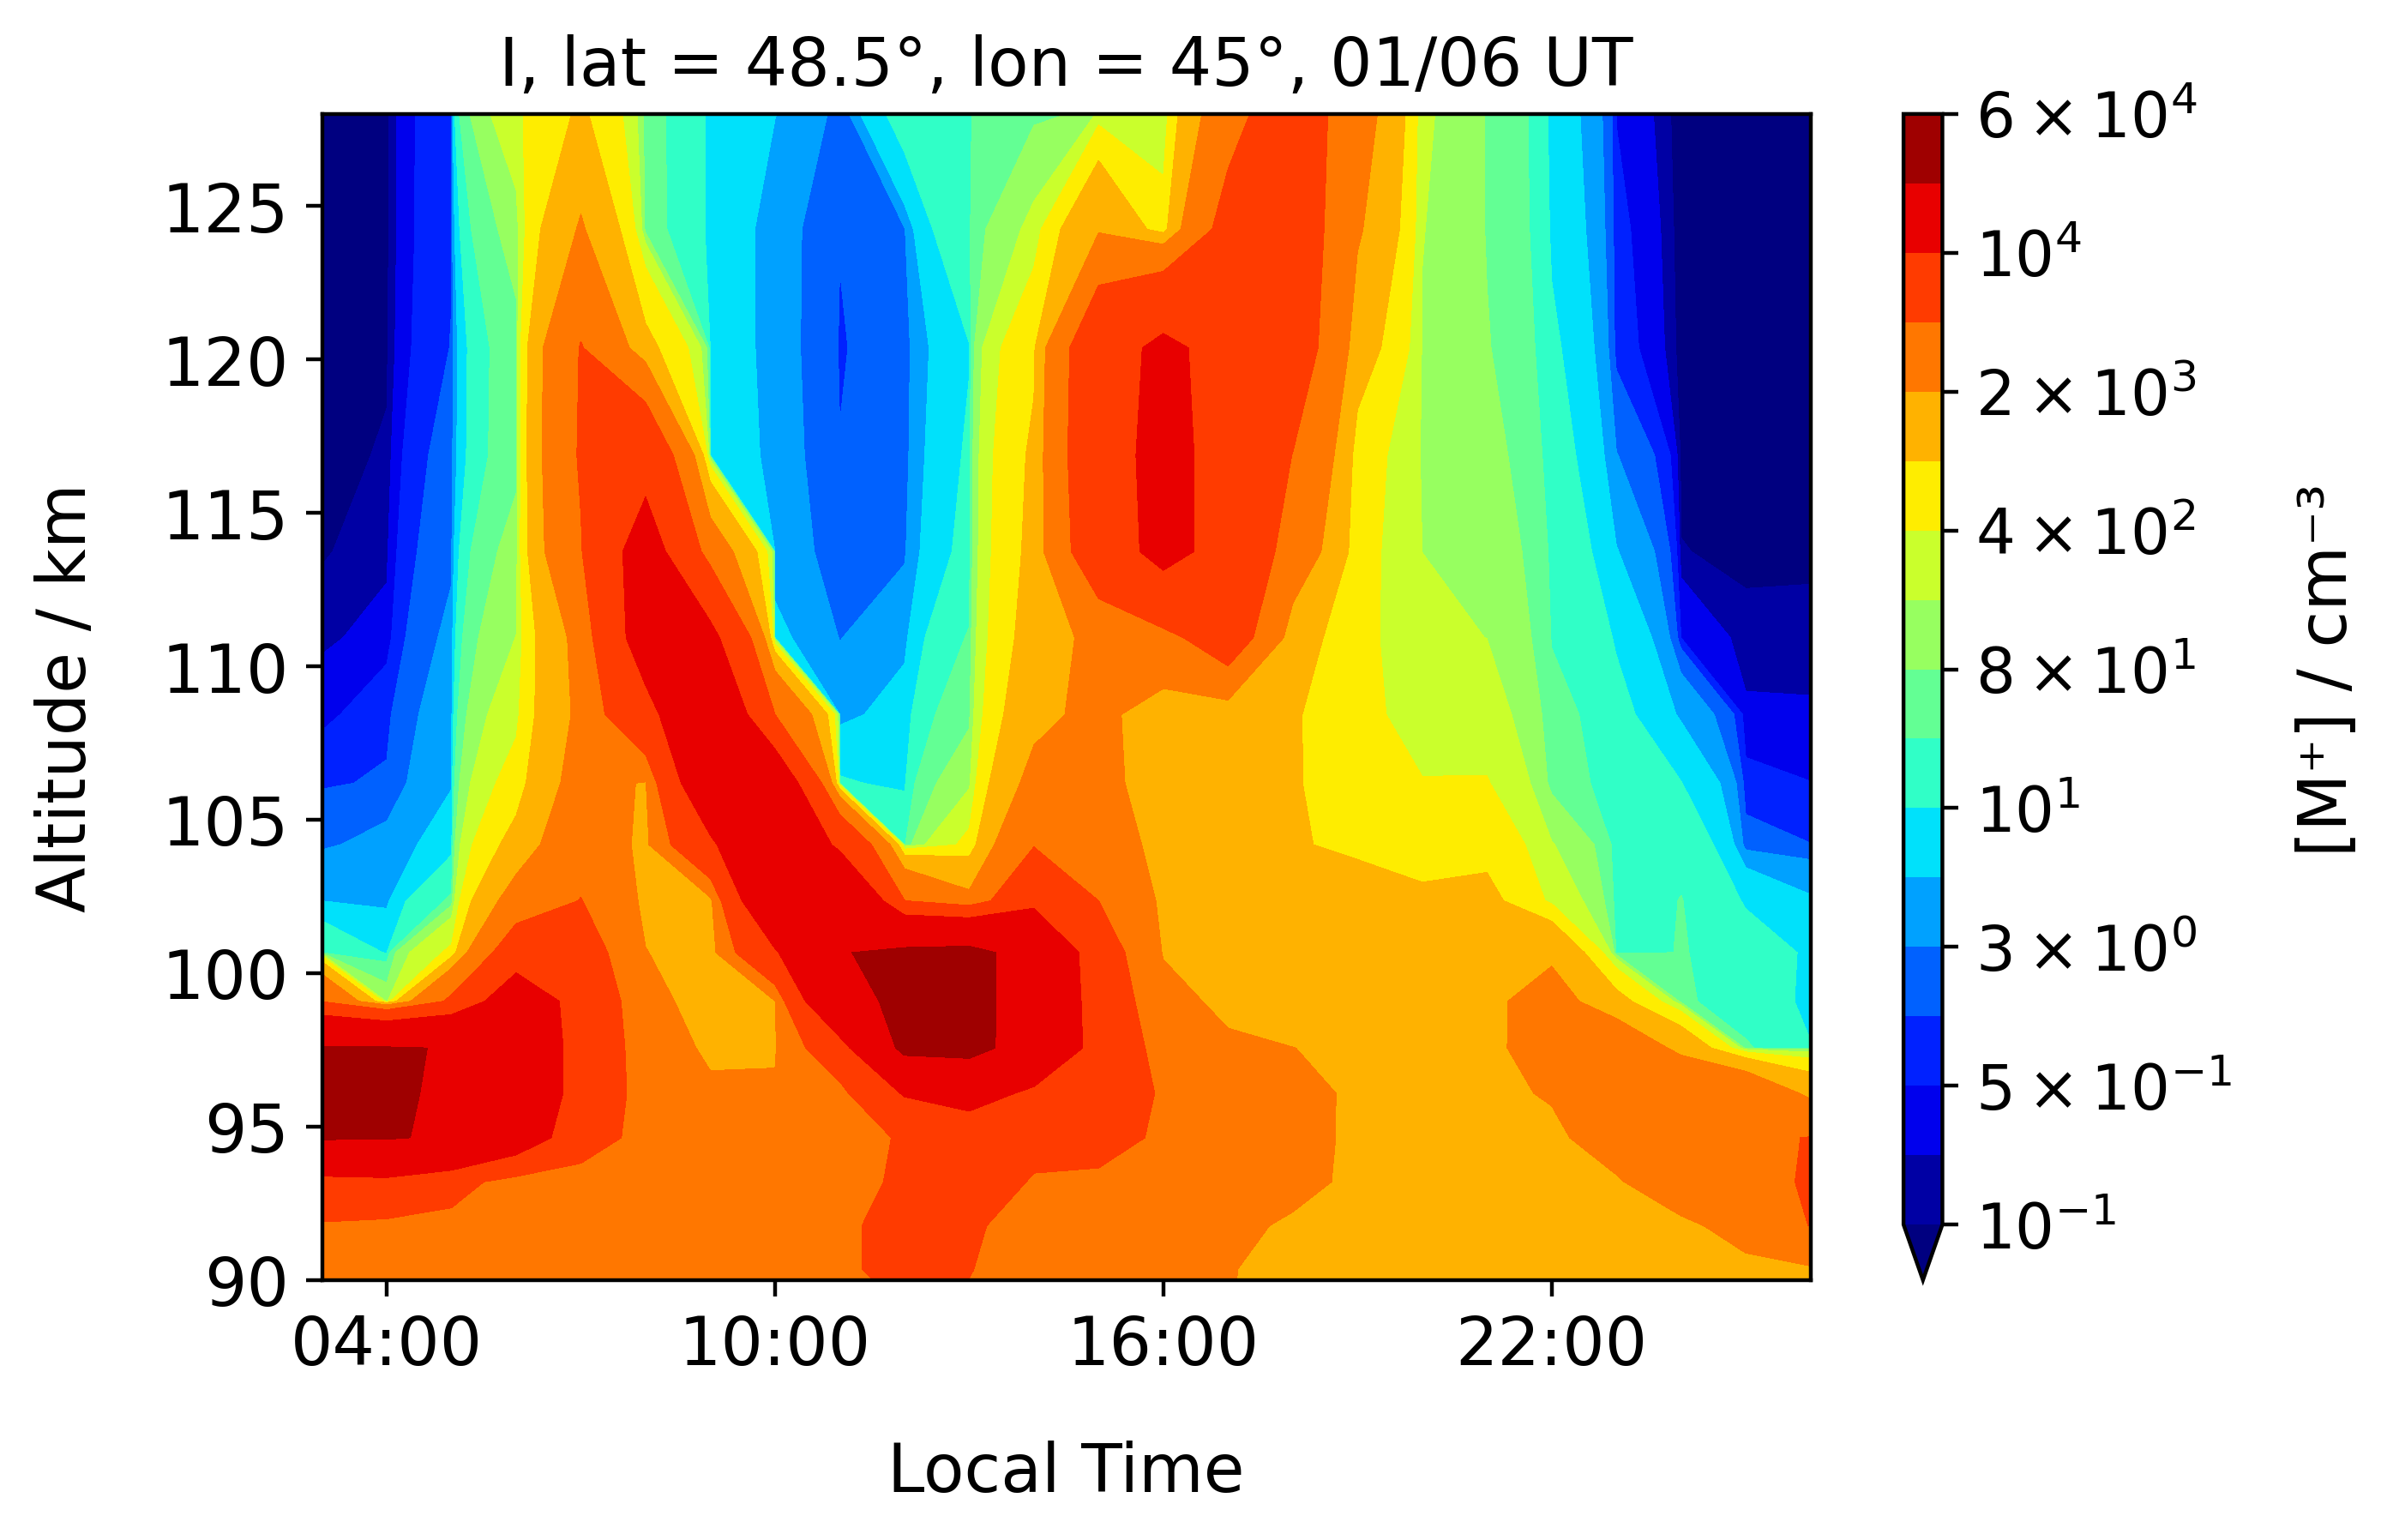 I, lat = 48.5°, lon = 45°, 01/06 UT
Altitude / km
125
120
115
110
105
100
95
90
04:00
10:00
16:00
22:00
Local Time
6 × 10⁴
10⁴
2 × 10³
4 × 10²
8 × 10¹
10¹
3 × 10⁰
5 × 10⁻¹
10⁻¹
[M⁺] / cm⁻³